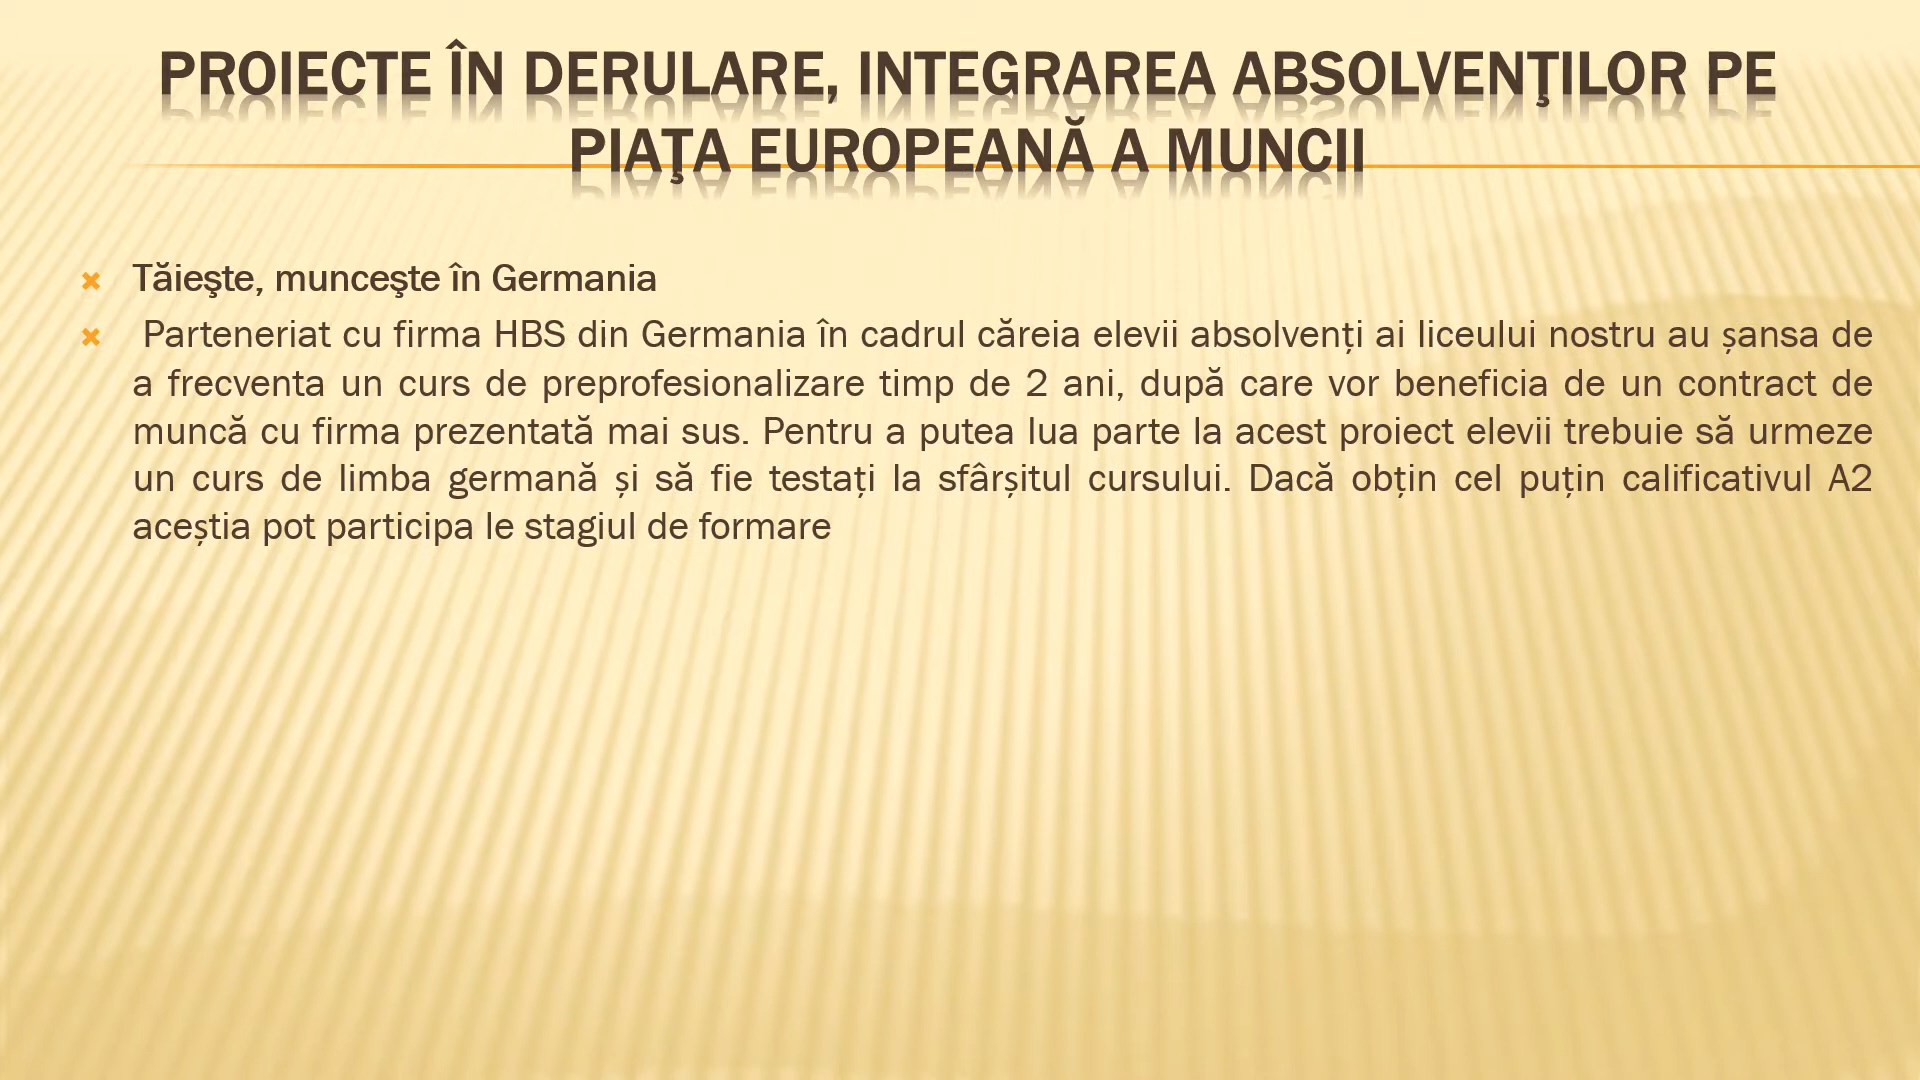 PROIECTE ÎN DERULARE, INTEGRAREA ABSOLVENŢILOR PE
PIAŢA EUROPEANĂ A MUNCII
Tăieşte, munceşte în Germania
Parteneriat cu firma HBS din Germania în cadrul căreia elevii absolvenți ai liceului nostru au șansa de
a frecventa un curs de preprofesionalizare timp de 2 ani, după care vor beneficia de un contract de
muncă cu firma prezentată mai sus. Pentru a putea lua parte la acest proiect elevii trebuie să urmeze
un curs de limba germană și să fie testați la sfârșitul cursului. Dacă obțin cel puțin calificativul A2
aceștia pot participa le stagiul de formare